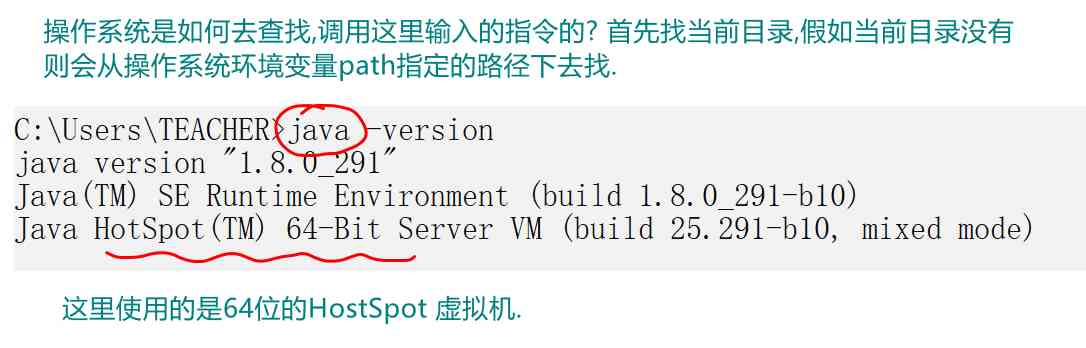 操作系统是如何去查找,调用这里输入的指令的? 首先找当前目录,假如当前目录没有
则会从操作系统环境变量path指定的路径下去找.
C:\Users\TEACHER>java -version
java version "1.8.0_291"
Java(TM) SE Runtime Environment (build 1.8.0_291-b10)
Java HotSpot(TM) 64-Bit Server VM (build 25.291-b10, mixed mode)
这里使用的是64位的HostSpot 虚拟机.